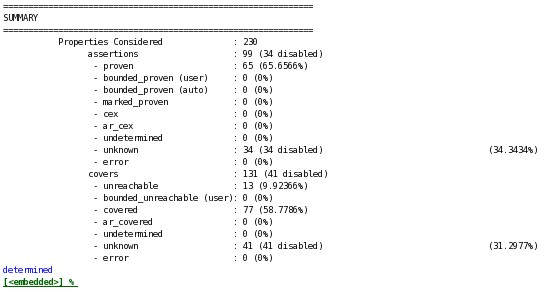 ==============================================================
SUMMARY
==============================================================
           Properties Considered              : 230
                 assertions                   : 99 (34 disabled)
                  - proven                    : 65 (65.6566%)
                  - bounded_proven (user)     : 0 (0%)
                  - bounded_proven (auto)     : 0 (0%)
                  - marked_proven             : 0 (0%)
                  - cex                       : 0 (0%)
                  - ar_cex                    : 0 (0%)
                  - undetermined              : 0 (0%)
                  - unknown                   : 34 (34 disabled)                                 (34.3434%)
                  - error                     : 0 (0%)
                 covers                       : 131 (41 disabled)
                  - unreachable               : 13 (9.92366%)
                  - bounded_unreachable (user): 0 (0%)
                  - covered                   : 77 (58.7786%)
                  - ar_covered                : 0 (0%)
                  - undetermined              : 0 (0%)
                  - unknown                   : 41 (41 disabled)                                 (31.2977%)
                  - error                     : 0 (0%)
determined
[<embedded>] %